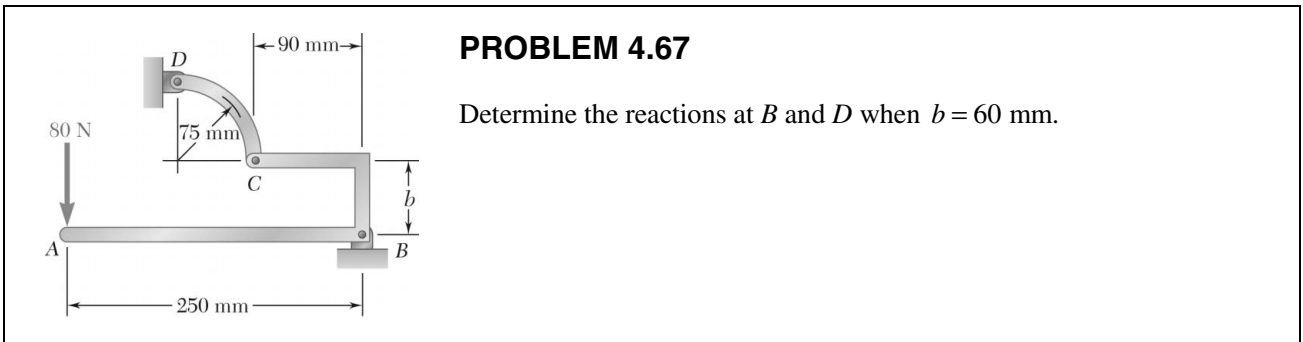 PROBLEM 4.67
Determine the reactions at B and D when b = 60 mm.
90 mm
D
80 N
75 mm
C
b
A
B
250 mm